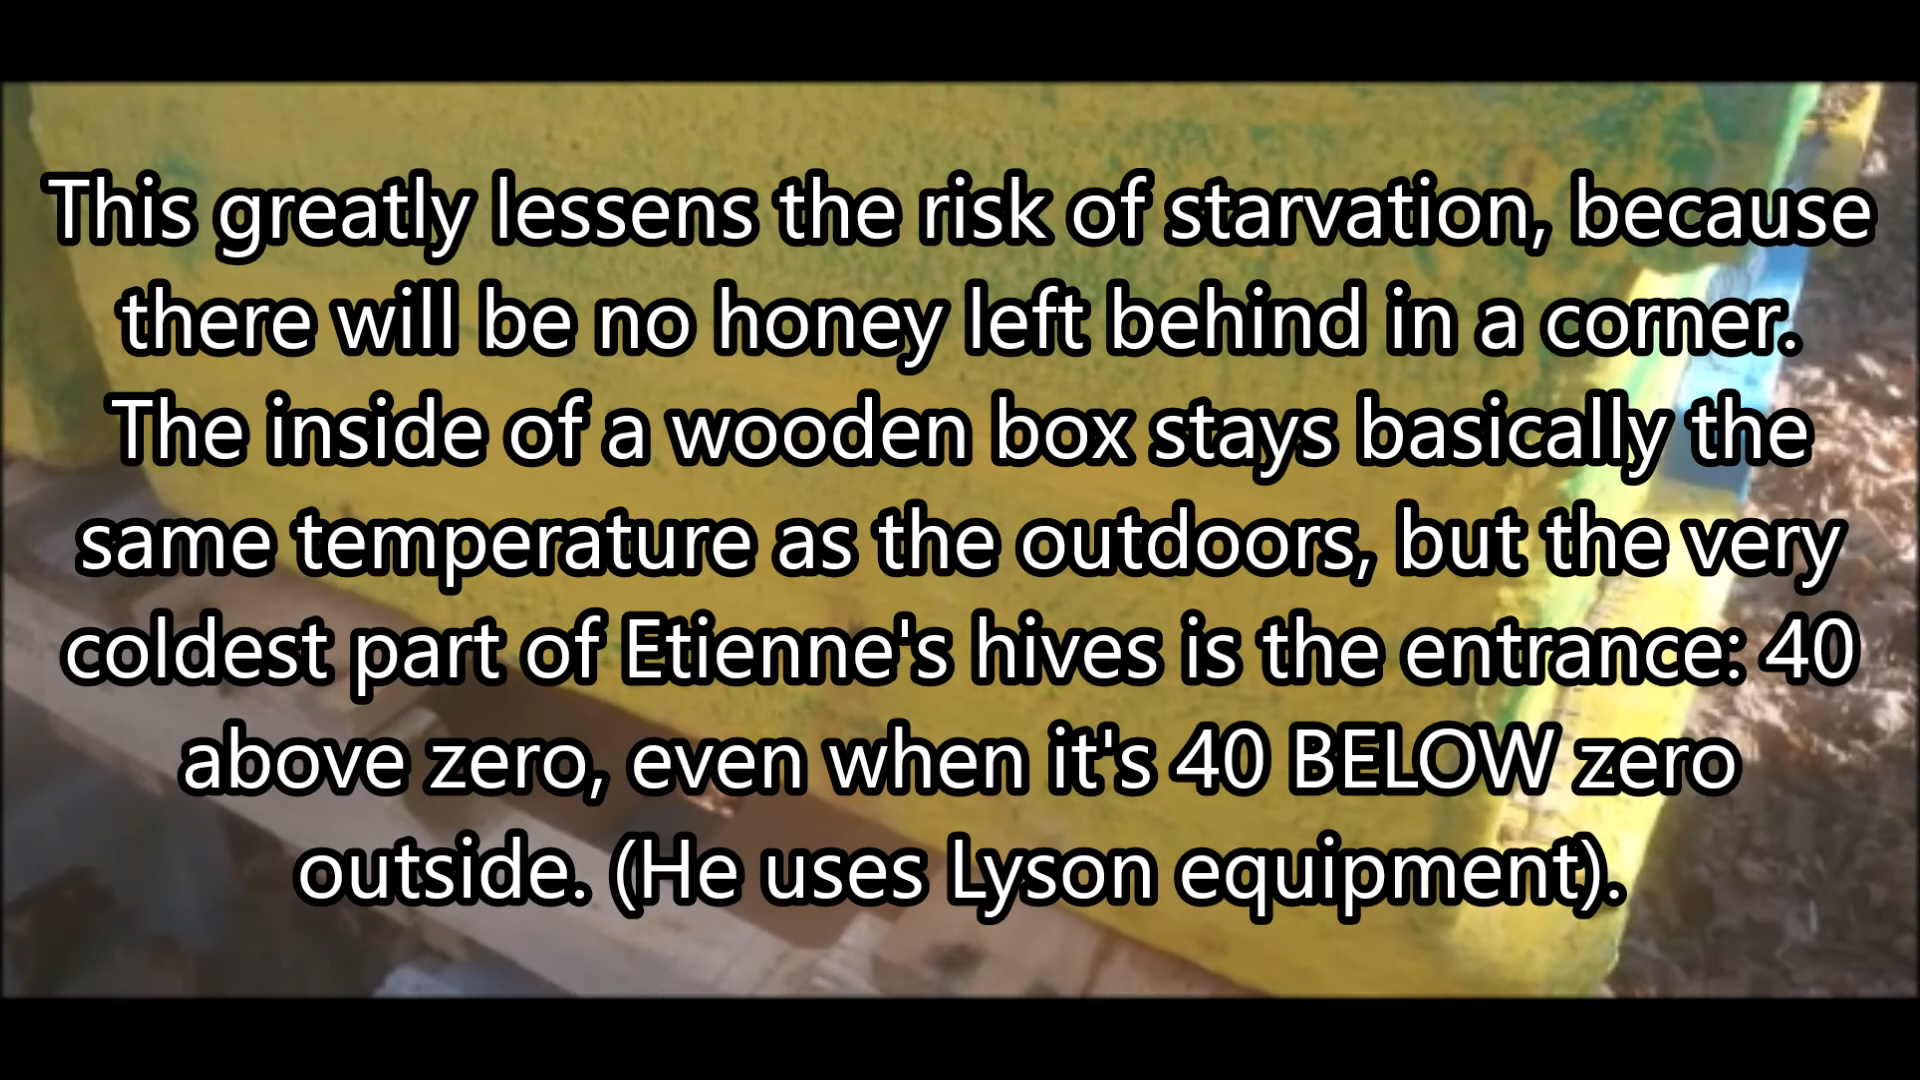 This greatly lessens the risk of starvation, because
there will be no honey left behind in a corner.
The inside of a wooden box stays basically the
same temperature as the outdoors, but the very
coldest part of Etienne's hives is the entrance: 40
above zero, even when it's 40 BELOW zero
outside. (He uses Lyson equipment).